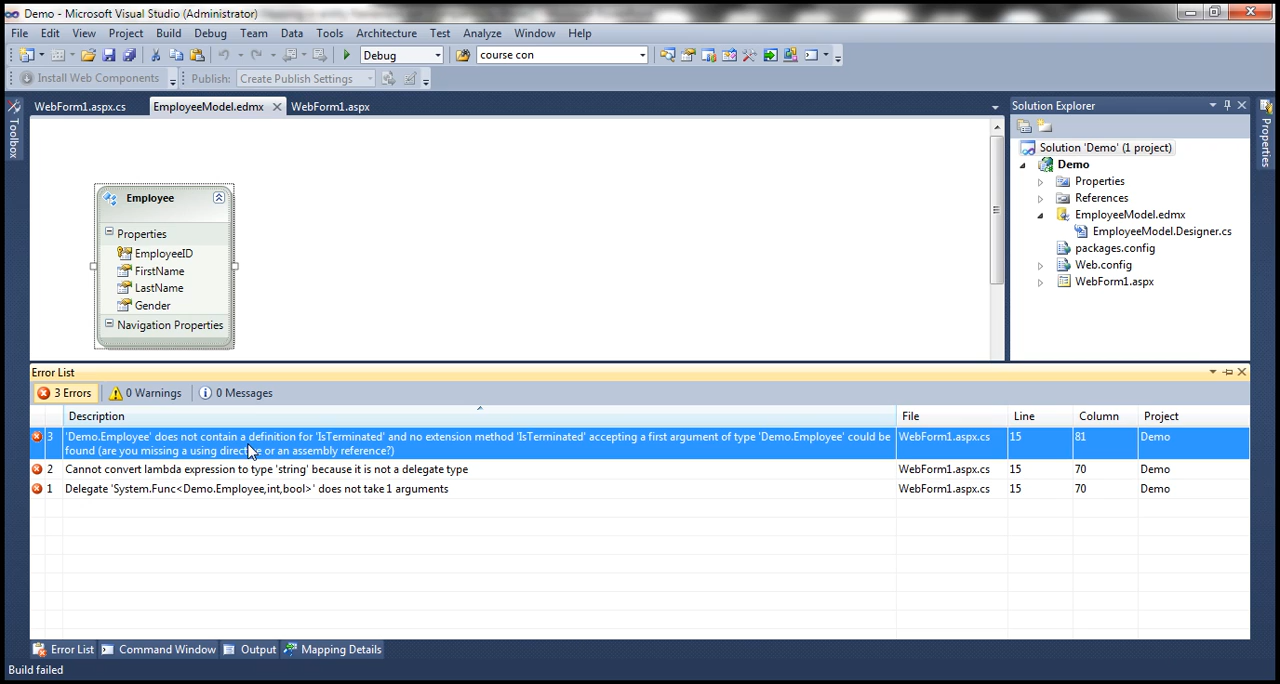 Demo - Microsoft Visual Studio (Administrator)
File Edit View Project Build Debug Team Data Tools Architecture Test Analyze Window Help
Debug course con
Install Web Components Publish: Create Publish Settings
WebForm1.aspx.cs EmployeeModel.edmx WebForm1.aspx
Toolbox
Employee
Properties
EmployeeID
FirstName
LastName
Gender
Navigation Properties
Solution Explorer
Solution 'Demo' (1 project)
Demo
Properties
References
EmployeeModel.edmx
EmployeeModel.Designer.cs
packages.config
Web.config
WebForm1.aspx
Properties
Error List
3 Errors 0 Warnings 0 Messages
Description File Line Column Project
3 'Demo.Employee' does not contain a definition for 'IsTerminated' and no extension method 'IsTerminated' accepting a first argument of type 'Demo.Employee' could be WebForm1.aspx.cs 15 81 Demo
found (are you missing a using directive or an assembly reference?)
2 Cannot convert lambda expression to type 'string' because it is not a delegate type WebForm1.aspx.cs 15 70 Demo
1 Delegate 'System.Func<Demo.Employee,int,bool>' does not take 1 arguments WebForm1.aspx.cs 15 70 Demo
Error List Command Window Output Mapping Details
Build failed